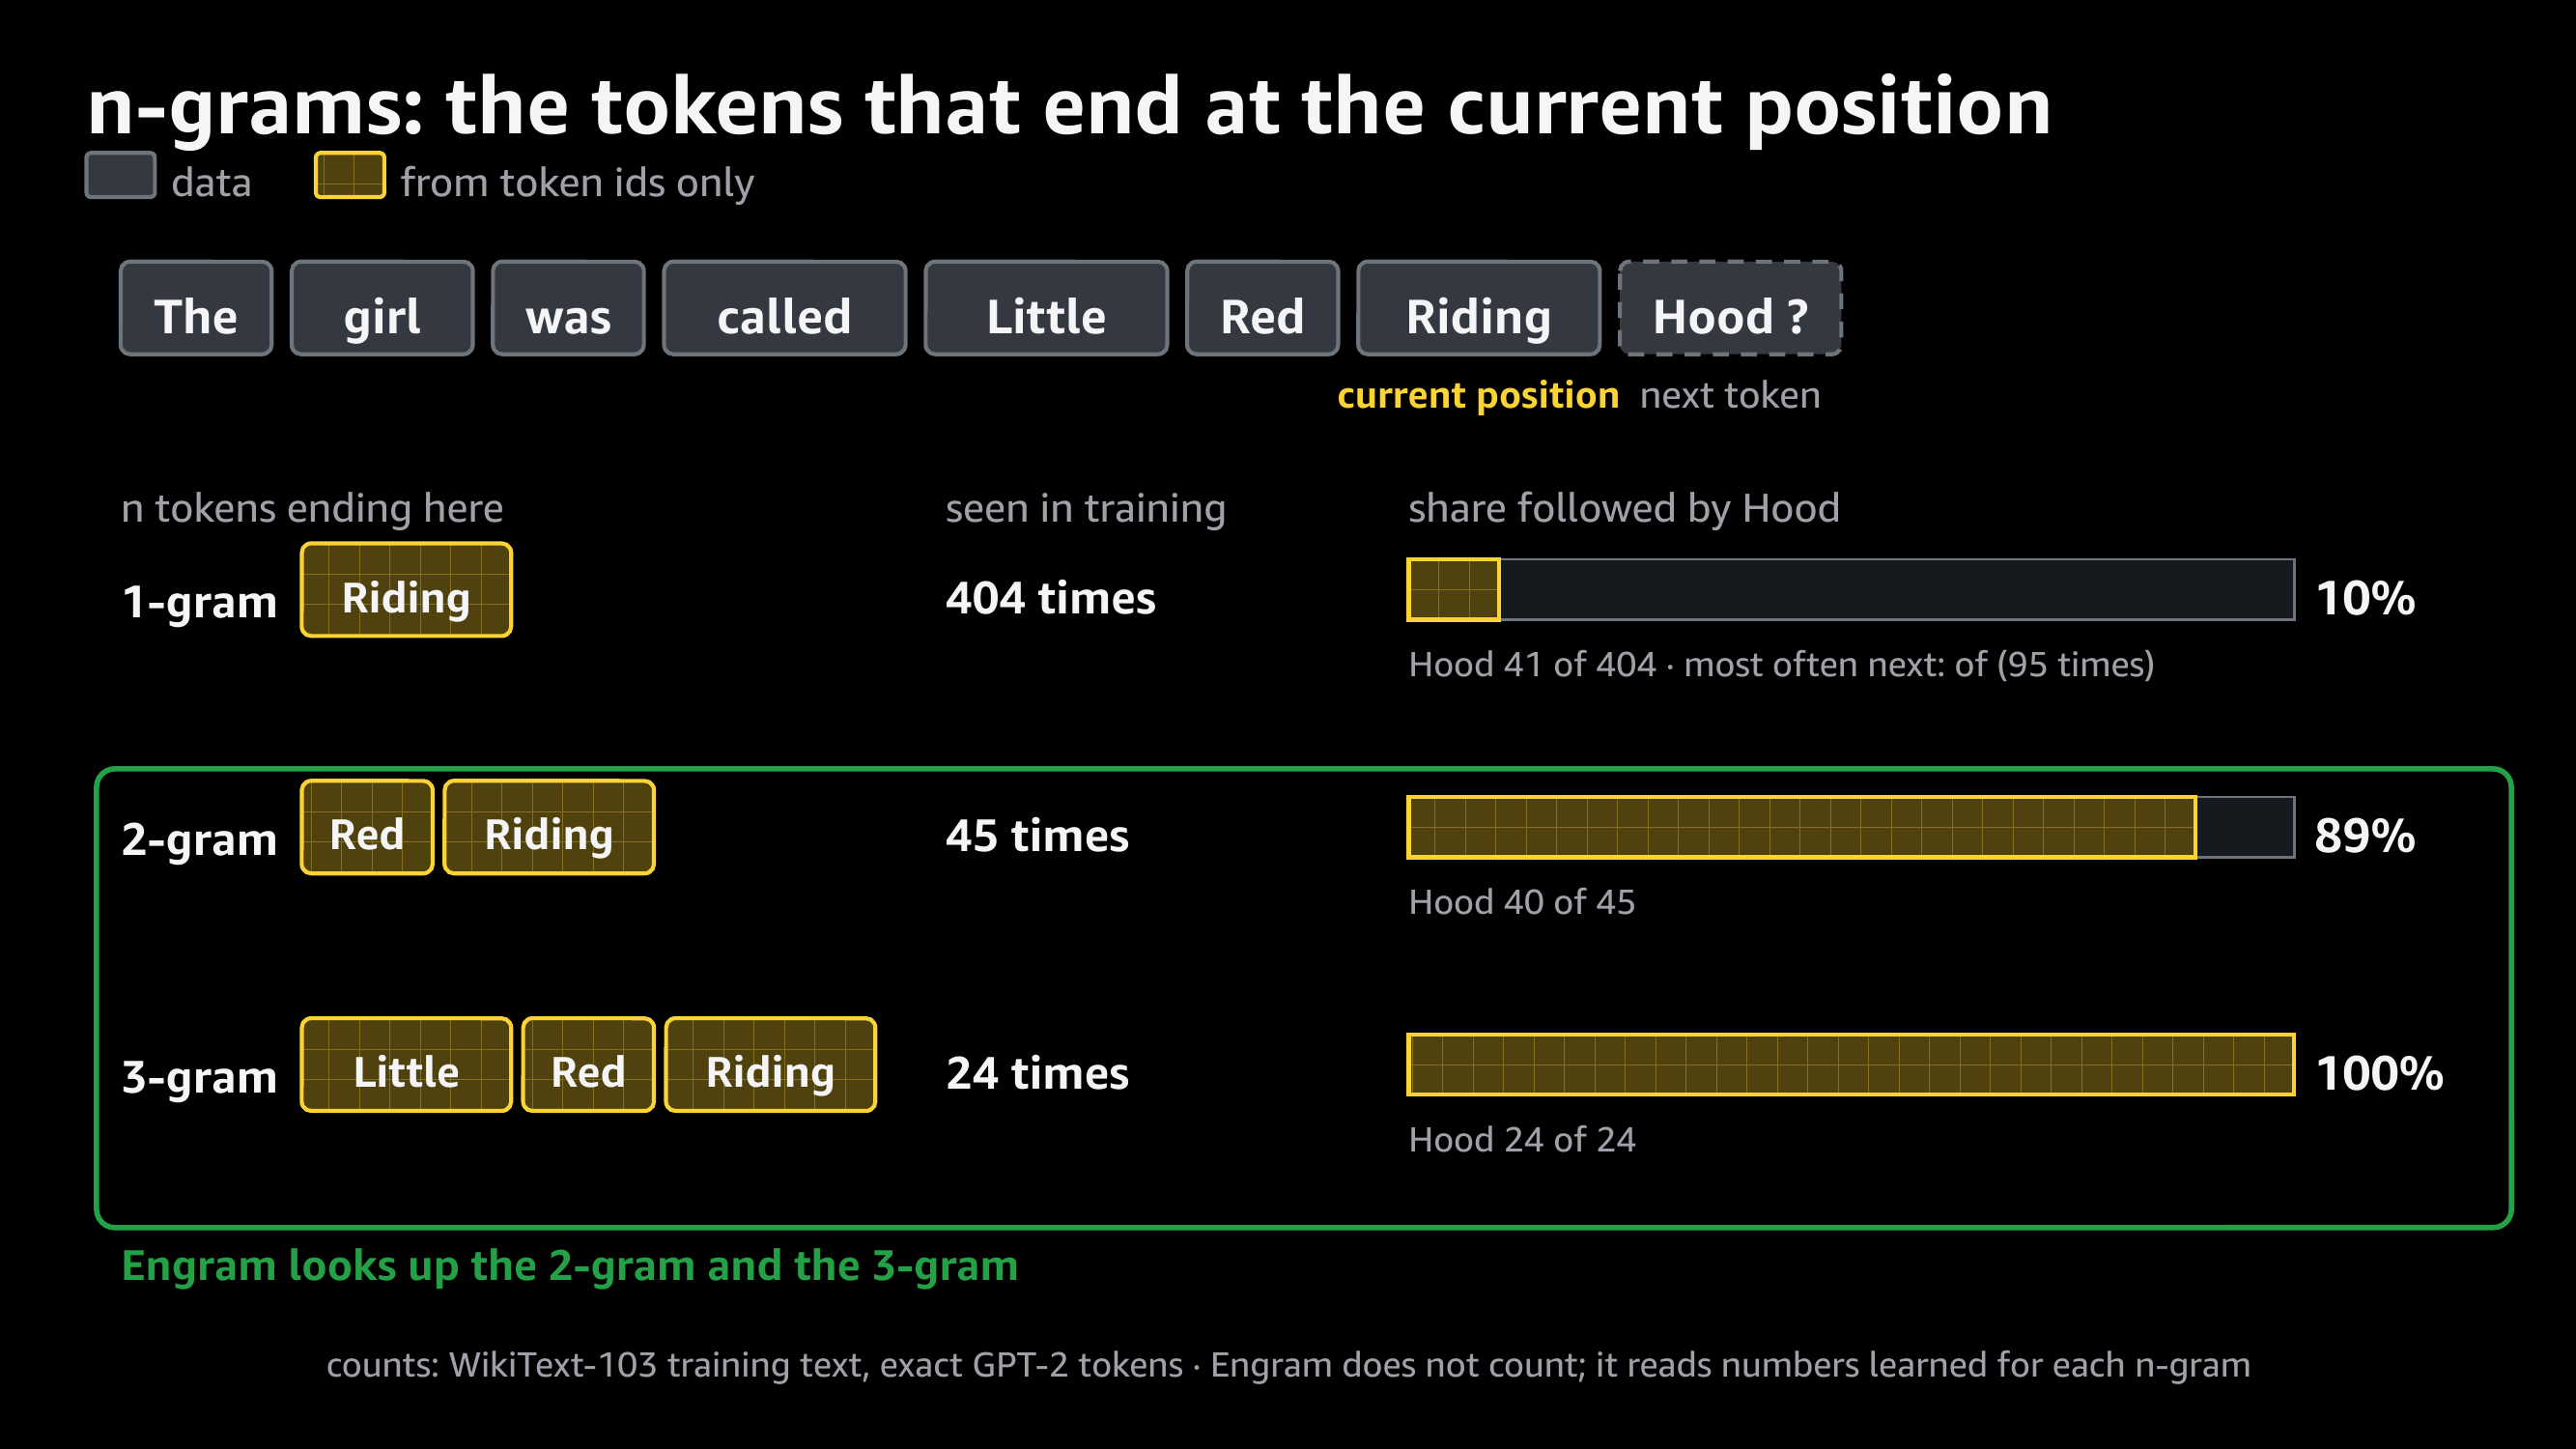 n-grams: the tokens that end at the current position
data from token ids only
The girl was called Little Red Riding Hood ?
current position next token
n tokens ending here seen in training share followed by Hood
1-gram Riding 404 times 10%
Hood 41 of 404 · most often next: of (95 times)
2-gram Red Riding 45 times 89%
Hood 40 of 45
3-gram Little Red Riding 24 times 100%
Hood 24 of 24
Engram looks up the 2-gram and the 3-gram
counts: WikiText-103 training text, exact GPT-2 tokens · Engram does not count; it reads numbers learned for each n-gram